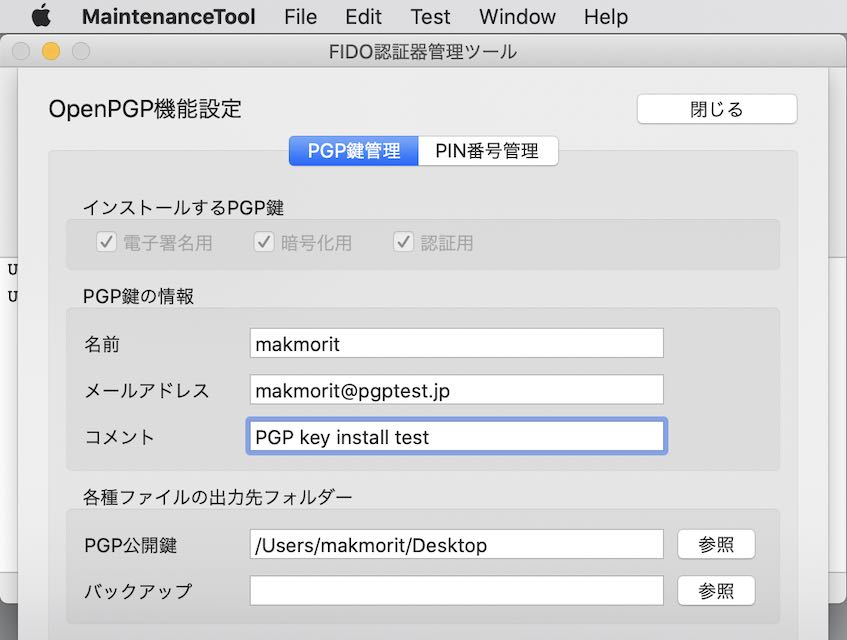 MaintenanceTool File Edit Test Window Help
FIDO認証器管理ツール
OpenPGP機能設定 閉じる
PGP鍵管理 PIN番号管理
インストールするPGP鍵
電子署名用 暗号化用 認証用
U
U
PGP鍵の情報
名前 makmorit
メールアドレス makmorit@pgptest.jp
コメント PGP key install test
各種ファイルの出力先フォルダー
PGP公開鍵 /Users/makmorit/Desktop 参照
バックアップ 参照